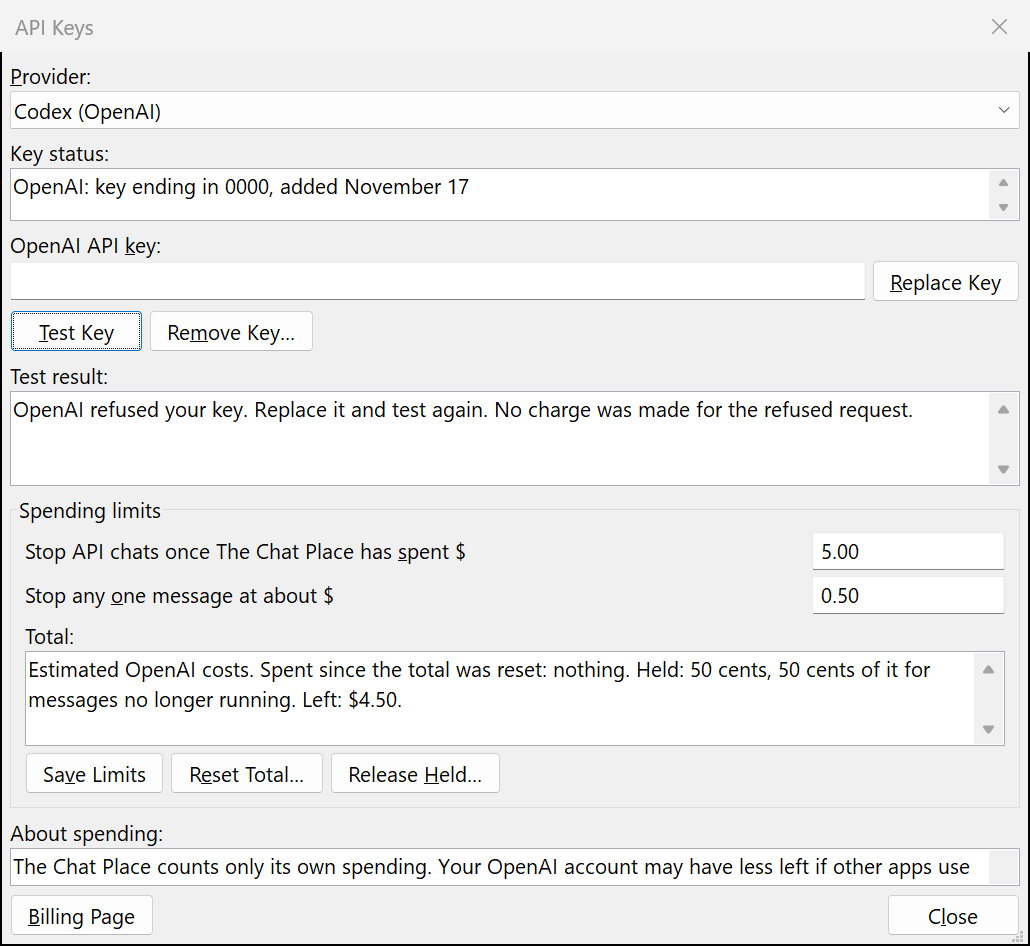 API Keys
Provider:
Codex (OpenAI)
Key status:
OpenAI: key ending in 0000, added November 17
OpenAI API key:
Replace Key
Test Key
Remove Key...
Test result:
OpenAI refused your key. Replace it and test again. No charge was made for the refused request.
Spending limits
Stop API chats once The Chat Place has spent $
5.00
Stop any one message at about $
0.50
Total:
Estimated OpenAI costs. Spent since the total was reset: nothing. Held: 50 cents, 50 cents of it for
messages no longer running. Left: $4.50.
Save Limits
Reset Total...
Release Held...
About spending:
The Chat Place counts only its own spending. Your OpenAI account may have less left if other apps use
Billing Page
Close